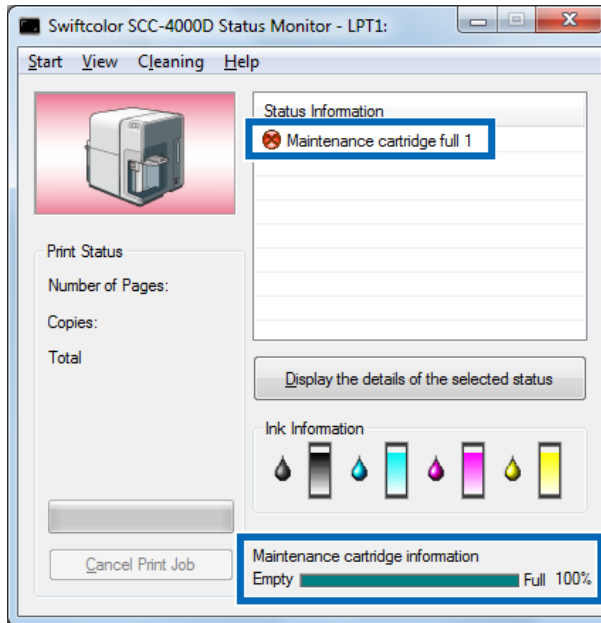 Swiftcolor SCC-4000D Status Monitor - LPT1:
Start View Cleaning Help
Status Information
Maintenance cartridge full 1
Print Status
Number of Pages:
Copies:
Total
Display the details of the selected status
Ink Information
Cancel Print Job
Maintenance cartridge information
Empty Full 100%